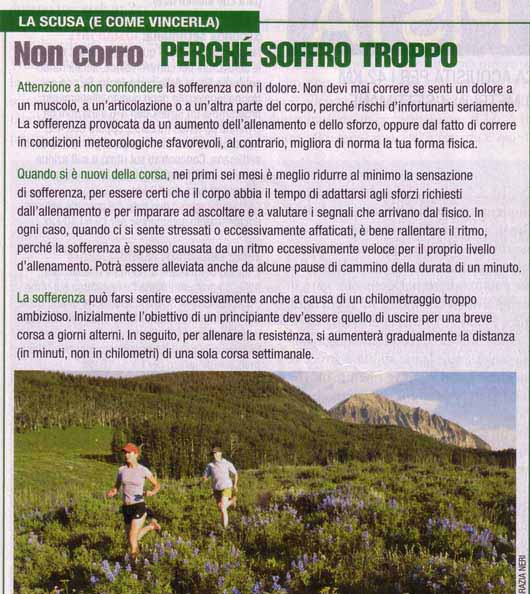 LA SCUSA (E COME VINCERLA)
Non corro PERCHÉ SOFFRO TROPPO
Attenzione a non confondere la sofferenza con il dolore. Non devi mai correre se senti un dolore a
un muscolo, a un'articolazione o a un'altra parte del corpo, perché rischi d'infortunarti seriamente.
La sofferenza provocata da un aumento dell'allenamento e dello sforzo, oppure dal fatto di correre
in condizioni meteorologiche sfavorevoli, al contrario, migliora di norma la tua forma fisica.
Quando si è nuovi della corsa, nei primi sei mesi è meglio ridurre al minimo la sensazione
di sofferenza, per essere certi che il corpo abbia il tempo di adattarsi agli sforzi richiesti
dall'allenamento e per imparare ad ascoltare e a valutare i segnali che arrivano dal fisico. In
ogni caso, quando ci si sente stressati o eccessivamente affaticati, è bene rallentare il ritmo,
perché la sofferenza è spesso causata da un ritmo eccessivamente veloce per il proprio livello
d'allenamento. Potrà essere alleviata anche da alcune pause di cammino della durata di un minuto.
La sofferenza può farsi sentire eccessivamente anche a causa di un chilometraggio troppo
ambizioso. Inizialmente l'obiettivo di un principiante dev'essere quello di uscire per una breve
corsa a giorni alterni. In seguito, per allenare la resistenza, si aumenterà gradualmente la distanza
(in minuti, non in chilometri) di una sola corsa settimanale.
RAZIA NERI